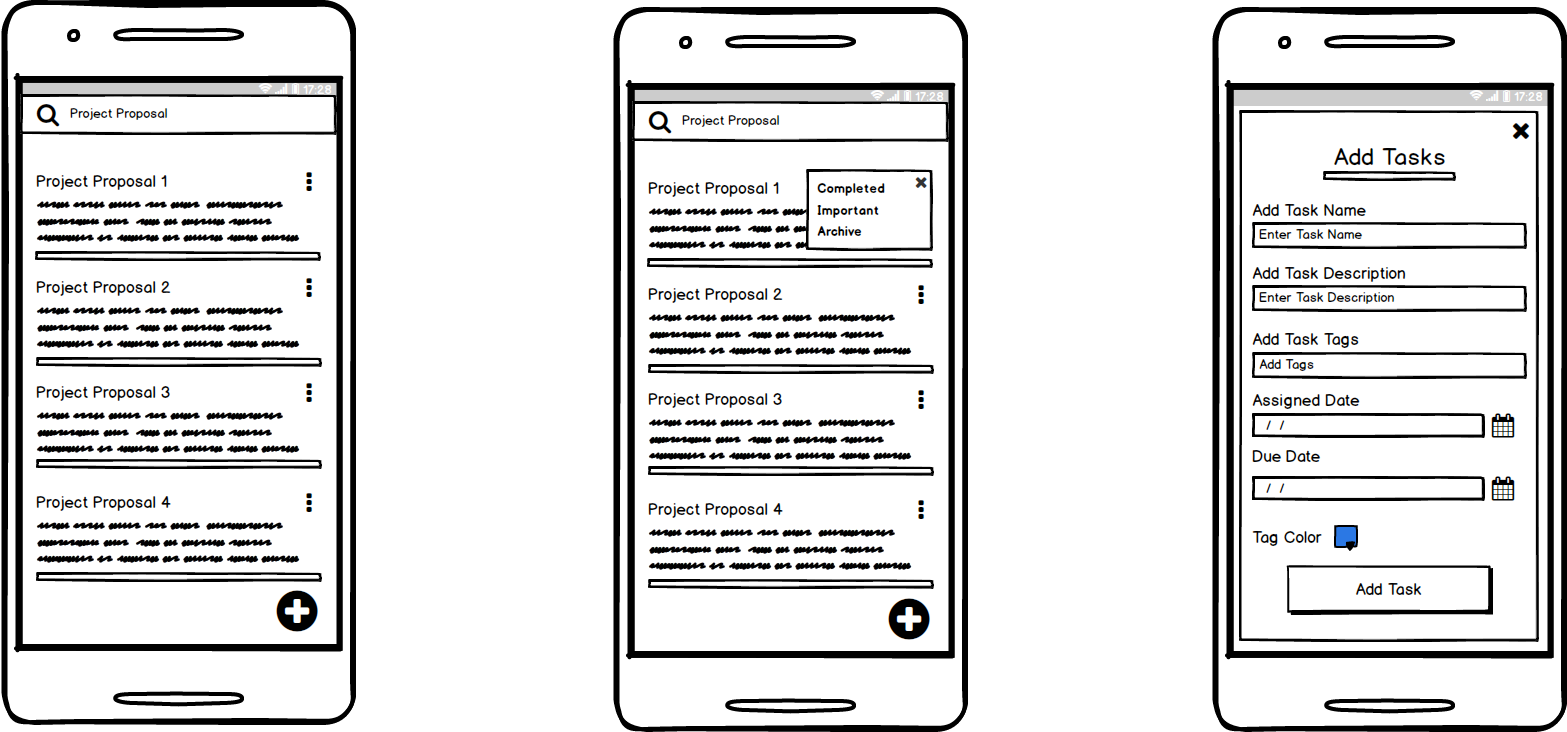 17:28
Project Proposal
Project Proposal 1
Project Proposal 2
Project Proposal 3
Project Proposal 4
17:28
Project Proposal
Project Proposal 1
Completed
Important
Archive
Project Proposal 2
Project Proposal 3
Project Proposal 4
17:28
Add Tasks
Add Task Name
Enter Task Name
Add Task Description
Enter Task Description
Add Task Tags
Add Tags
Assigned Date
/ /
Due Date
/ /
Tag Color
Add Task